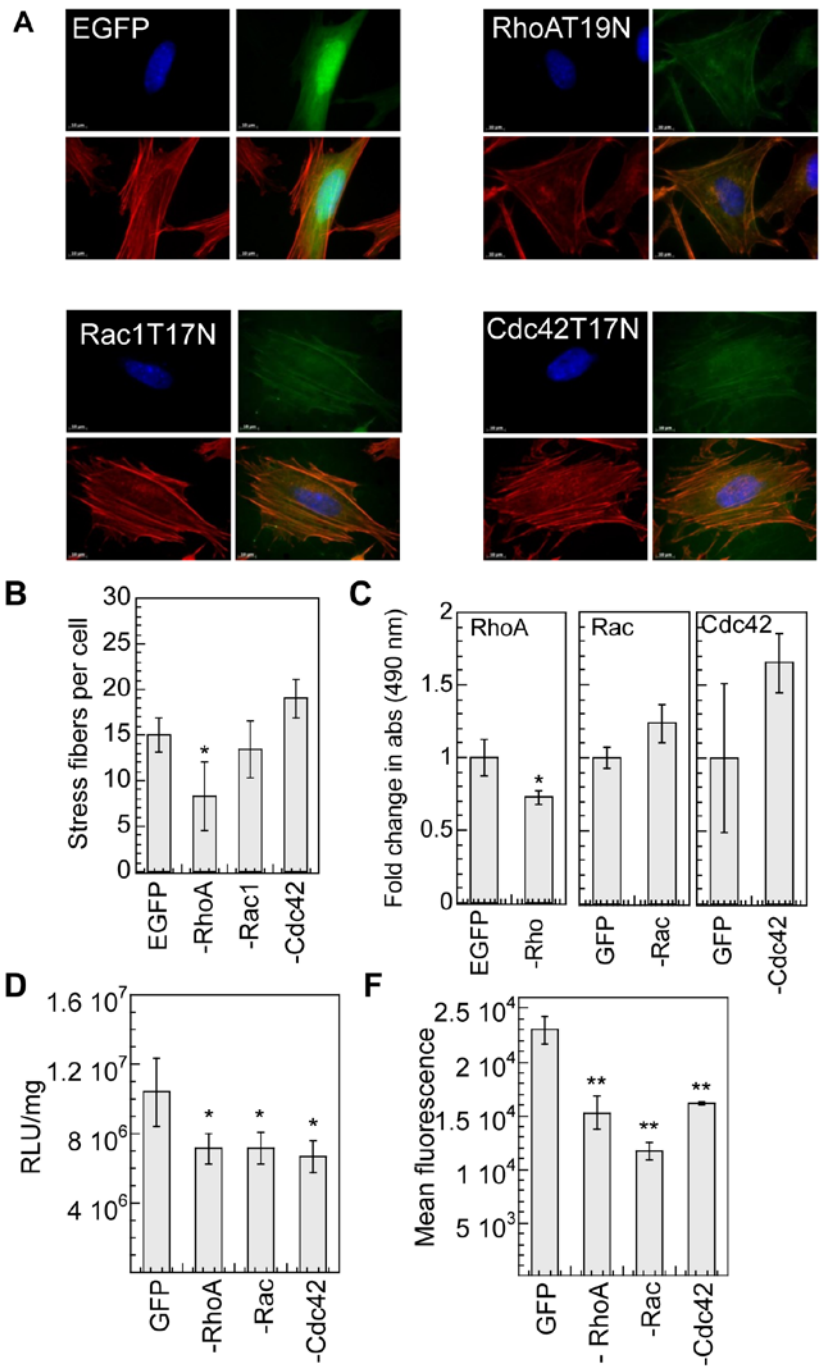 A
EGFP
RhoAT19N
Rac1T17N
Cdc42T17N
B
Stress fibers per cell
30
25
20
15
10
5
0
*
EGFP
-RhoA
-Rac1
-Cdc42
C
Fold change in abs (490 nm)
2
1.5
1
0.5
0
RhoA
Rac
Cdc42
*
EGFP
-Rho
GFP
-Rac
GFP
-Cdc42
D
RLU/mg
1.6 10⁷
1.2 10⁷
8 10⁶
4 10⁶
* * *
GFP
-RhoA
-Rac
-Cdc42
F
Mean fluorescence
2.5 10⁴
2 10⁴
1.5 10⁴
1 10⁴
5 10³
** ** **
GFP
- RhoA
-Rac
-Cdc42